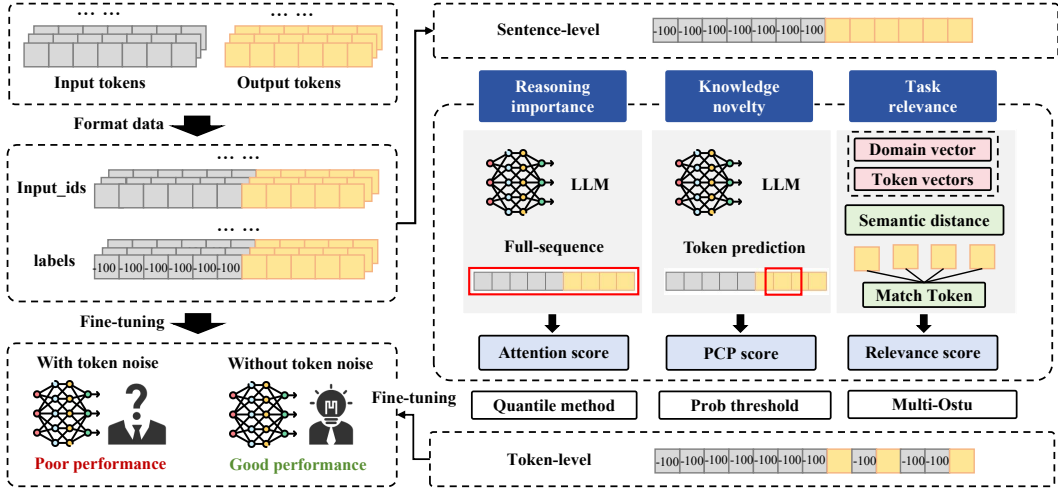 ... ...
... ...
Input tokens
Output tokens
Format data
... ...
Input_ids
... ...
labels
-100 -100 -100 -100 -100 -100
Fine-tuning
With token noise
Without token noise
Poor performance
Good performance
Fine-tuning
Sentence-level
-100 -100 -100 -100 -100 -100 -100
Reasoning
importance
Knowledge
novelty
Task
relevance
LLM
Full-sequence
LLM
Token prediction
Domain vector
Token vectors
Semantic distance
Match Token
Attention score
PCP score
Relevance score
Quantile method
Prob threshold
Multi-Ostu
Token-level
-100 -100 -100 -100 -100 -100 -100 -100 -100 -100